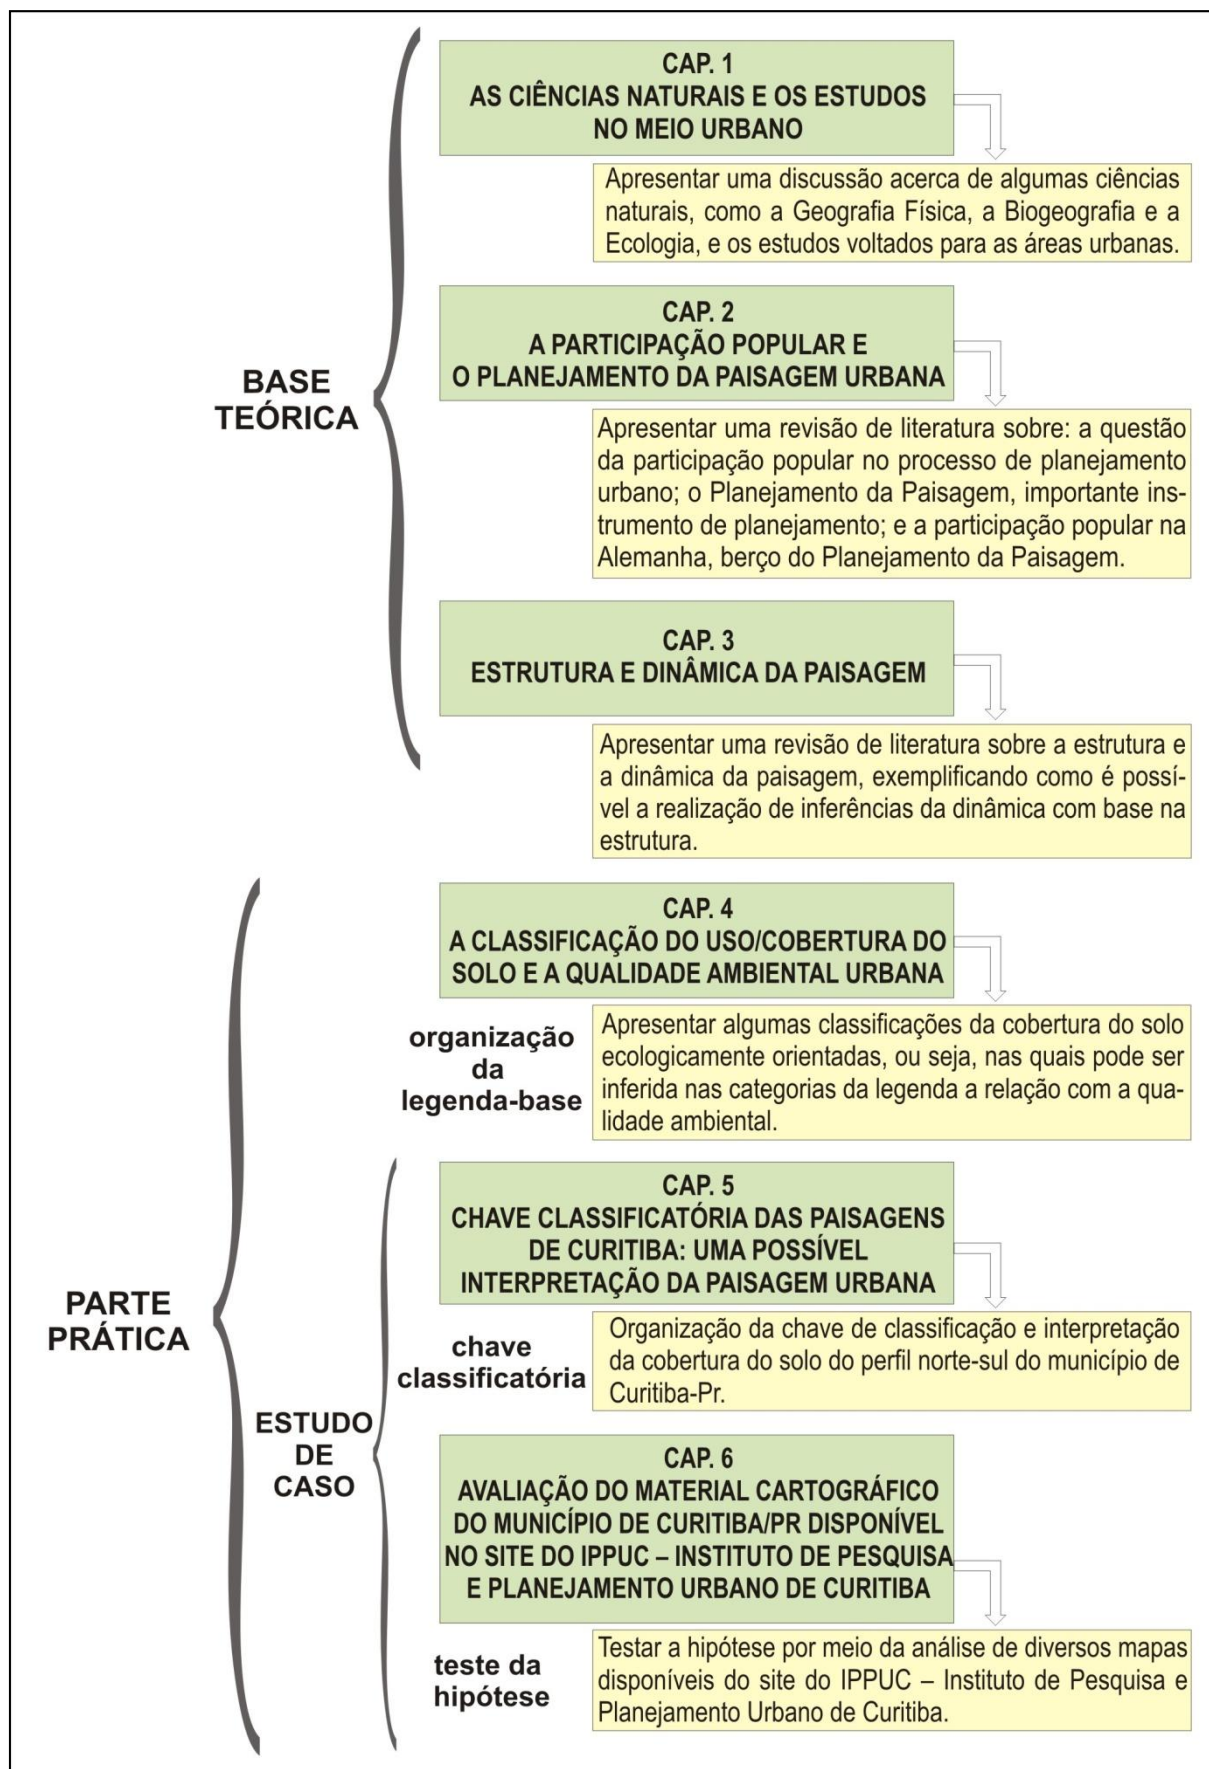 BASE
TEÓRICA
CAP. 1
AS CIÊNCIAS NATURAIS E OS ESTUDOS
NO MEIO URBANO
Apresentar uma discussão acerca de algumas ciências
naturais, como a Geografia Física, a Biogeografia e a
Ecologia, e os estudos voltados para as áreas urbanas.
CAP. 2
A PARTICIPAÇÃO POPULAR E
O PLANEJAMENTO DA PAISAGEM URBANA
Apresentar uma revisão de literatura sobre: a questão
da participação popular no processo de planejamento
urbano; o Planejamento da Paisagem, importante ins-
trumento de planejamento; e a participação popular na
Alemanha, berço do Planejamento da Paisagem.
CAP. 3
ESTRUTURA E DINÂMICA DA PAISAGEM
Apresentar uma revisão de literatura sobre a estrutura e
a dinâmica da paisagem, exemplificando como é possí-
vel a realização de inferências da dinâmica com base na
estrutura.
PARTE
PRÁTICA
CAP. 4
A CLASSIFICAÇÃO DO USO/COBERTURA DO
SOLO E A QUALIDADE AMBIENTAL URBANA
organização
da
legenda-base
Apresentar algumas classificações da cobertura do solo
ecologicamente orientadas, ou seja, nas quais pode ser
inferida nas categorias da legenda a relação com a qua-
lidade ambiental.
ESTUDO
DE
CASO
CAP. 5
CHAVE CLASSIFICATÓRIA DAS PAISAGENS
DE CURITIBA: UMA POSSÍVEL
INTERPRETAÇÃO DA PAISAGEM URBANA
chave
classificatória
Organização da chave de classificação e interpretação
da cobertura do solo do perfil norte-sul do município de
Curitiba-Pr.
CAP. 6
AVALIAÇÃO DO MATERIAL CARTOGRÁFICO
DO MUNICÍPIO DE CURITIBA/PR DISPONÍVEL
NO SITE DO IPPUC – INSTITUTO DE PESQUISA
E PLANEJAMENTO URBANO DE CURITIBA
teste da
hipótese
Testar a hipótese por meio da análise de diversos mapas
disponíveis do site do IPPUC – Instituto de Pesquisa e
Planejamento Urbano de Curitiba.